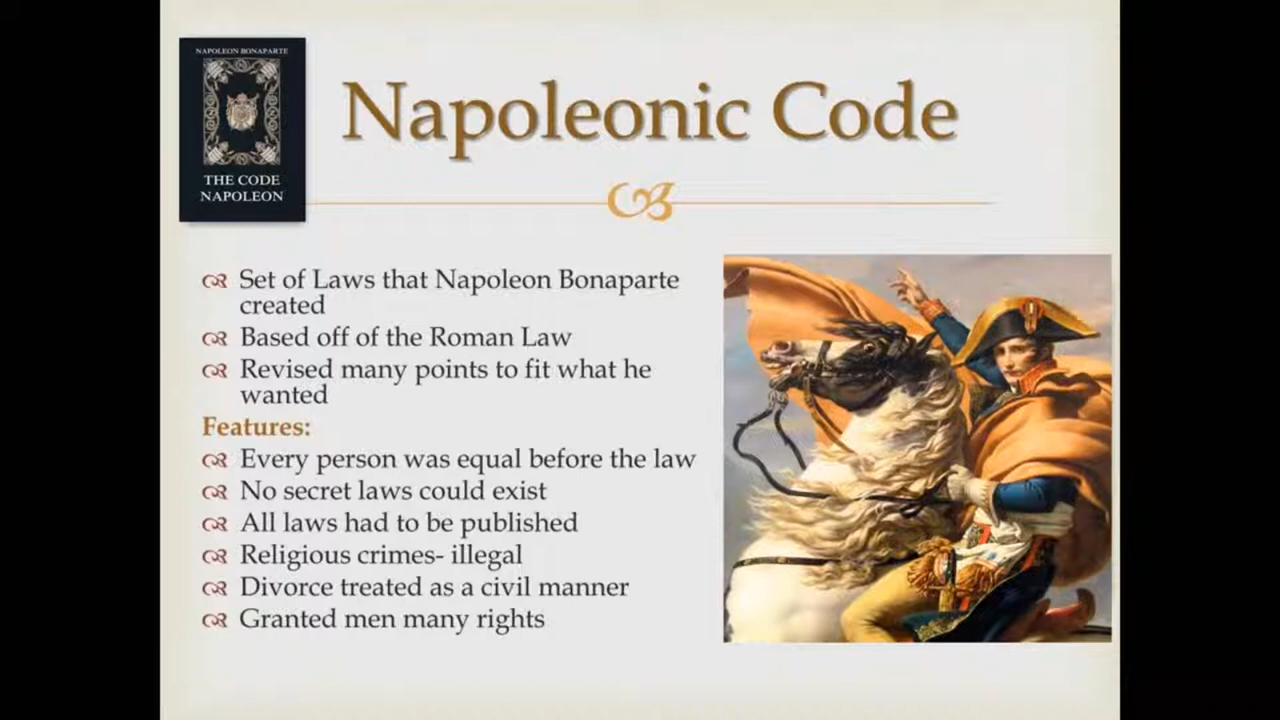 NAPOLEON BONAPARTE
THE CODE
NAPOLEON
Napoleonic Code
Set of Laws that Napoleon Bonaparte
created
Based off of the Roman Law
Revised many points to fit what he
wanted
Features:
Every person was equal before the law
No secret laws could exist
All laws had to be published
Religious crimes- illegal
Divorce treated as a civil manner
Granted men many rights